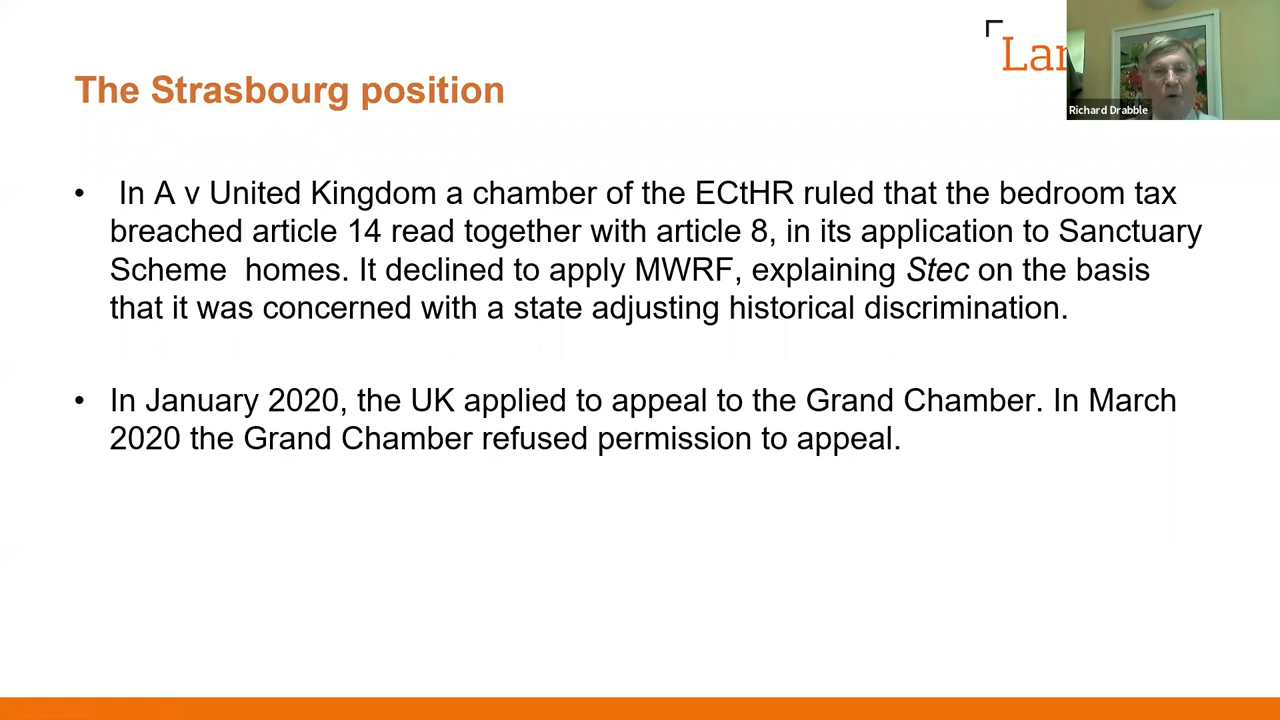 The Strasbourg position
Lan
Richard Drabble
• In A v United Kingdom a chamber of the ECtHR ruled that the bedroom tax
breached article 14 read together with article 8, in its application to Sanctuary
Scheme homes. It declined to apply MWRF, explaining Stec on the basis
that it was concerned with a state adjusting historical discrimination.
• In January 2020, the UK applied to appeal to the Grand Chamber. In March
2020 the Grand Chamber refused permission to appeal.